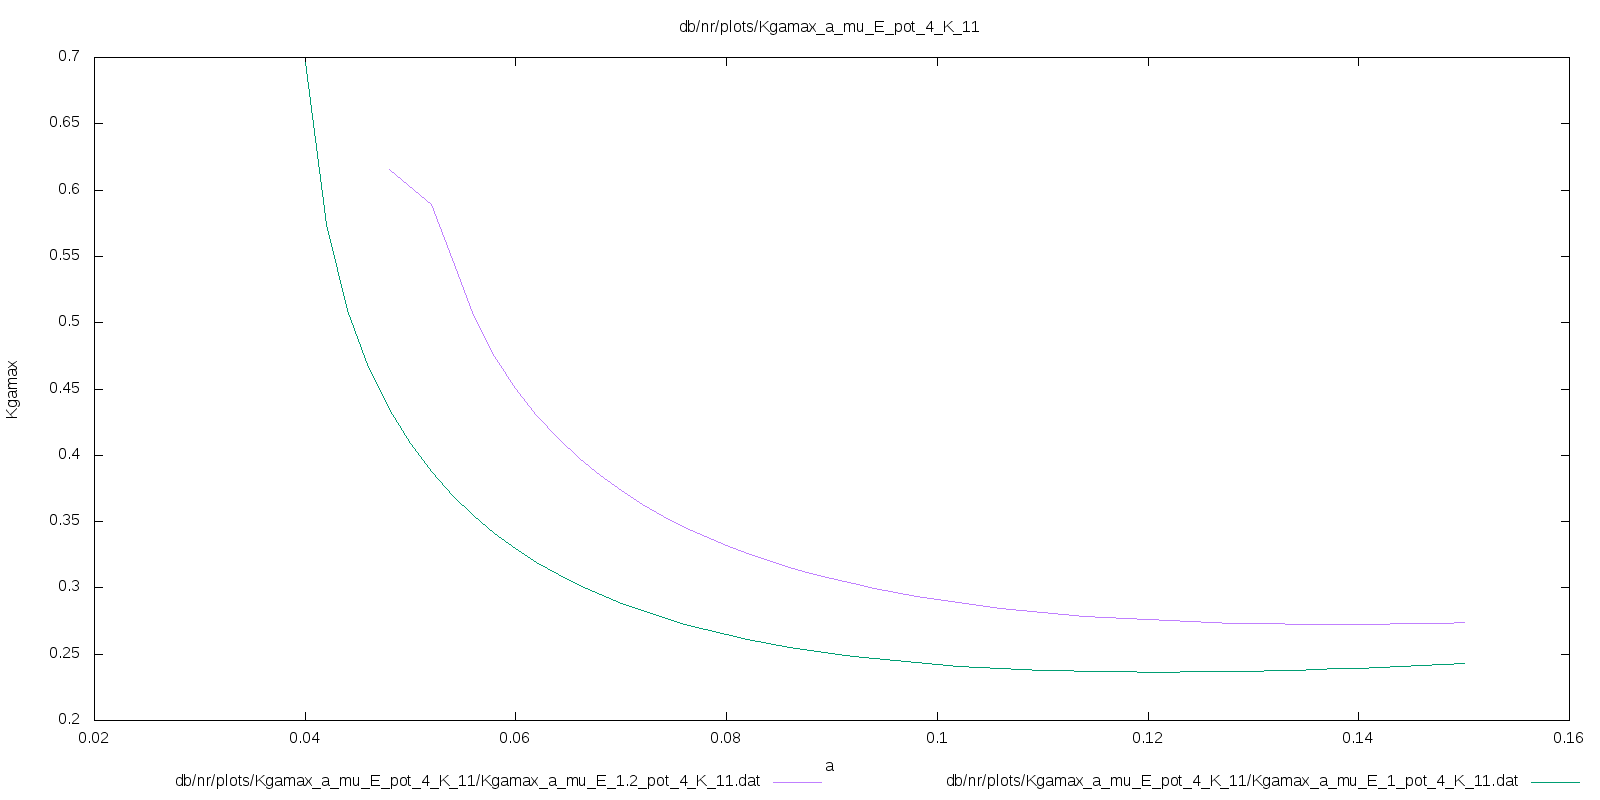 db/nr/plots/Kgamax_a_mu_E_pot_4_K_11
0.7
0.65
0.6
0.55
0.5
0.45
0.4
0.35
0.3
0.25
0.2
Kgamax
0.02 0.04 0.06 0.08 0.1 0.12 0.14 0.16
a
db/nr/plots/Kgamax_a_mu_E_pot_4_K_11/Kgamax_a_mu_E_1.2_pot_4_K_11.dat db/nr/plots/Kgamax_a_mu_E_pot_4_K_11/Kgamax_a_mu_E_1_pot_4_K_11.dat